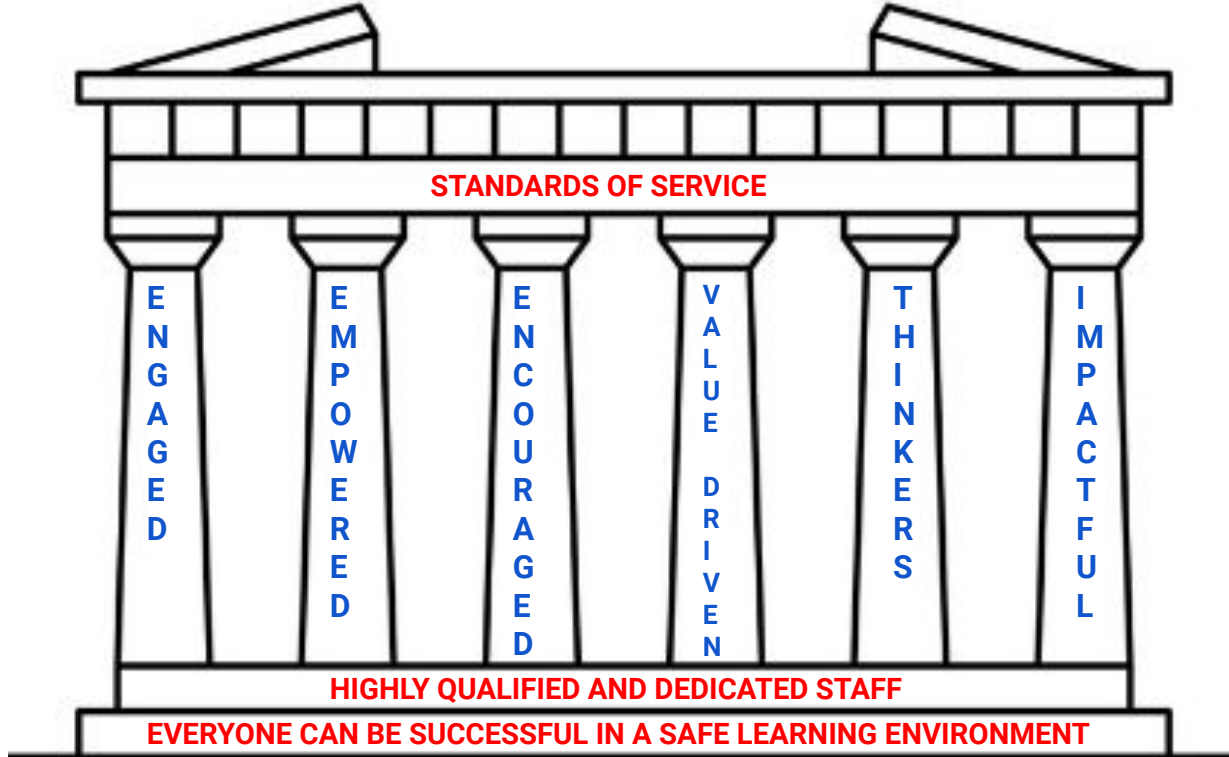 STANDARDS OF SERVICE
ENGAGED
EMPOWERED
ENCOURAGED
VALUE DRIVEN
THINKERS
IMPACTFUL
HIGHLY QUALIFIED AND DEDICATED STAFF
EVERYONE CAN BE SUCCESSFUL IN A SAFE LEARNING ENVIRONMENT